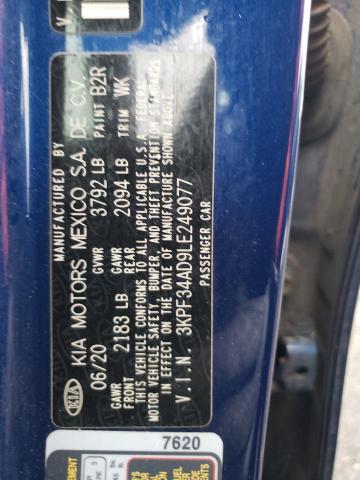 MANUFACTURED BY
KIA KIA MOTORS MEXICO S.A. DE C.V.
06/20 GVWR 3792 LB PAINT B2R
GAWR FRONT 2183 LB GAWR REAR 2094 LB TRIM WK
THIS VEHICLE CONFORMS TO ALL APPLICABLE U.S.A. FEDERAL
MOTOR VEHICLE SAFETY, BUMPER, AND THEFT PREVENTION STANDARDS
IN EFFECT ON THE DATE OF MANUFACTURE SHOWN ABOVE.
V.I.N. 3KPF34AD9LE249077
PASSENGER CAR
7620